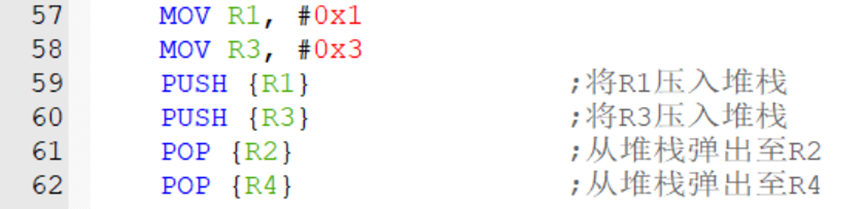 57 MOV R1, #0x1
58 MOV R3, #0x3
59 PUSH {R1} ;将R1压入堆栈
60 PUSH {R3} ;将R3压入堆栈
61 POP {R2} ;从堆栈弹出至R2
62 POP {R4} ;从堆栈弹出至R4